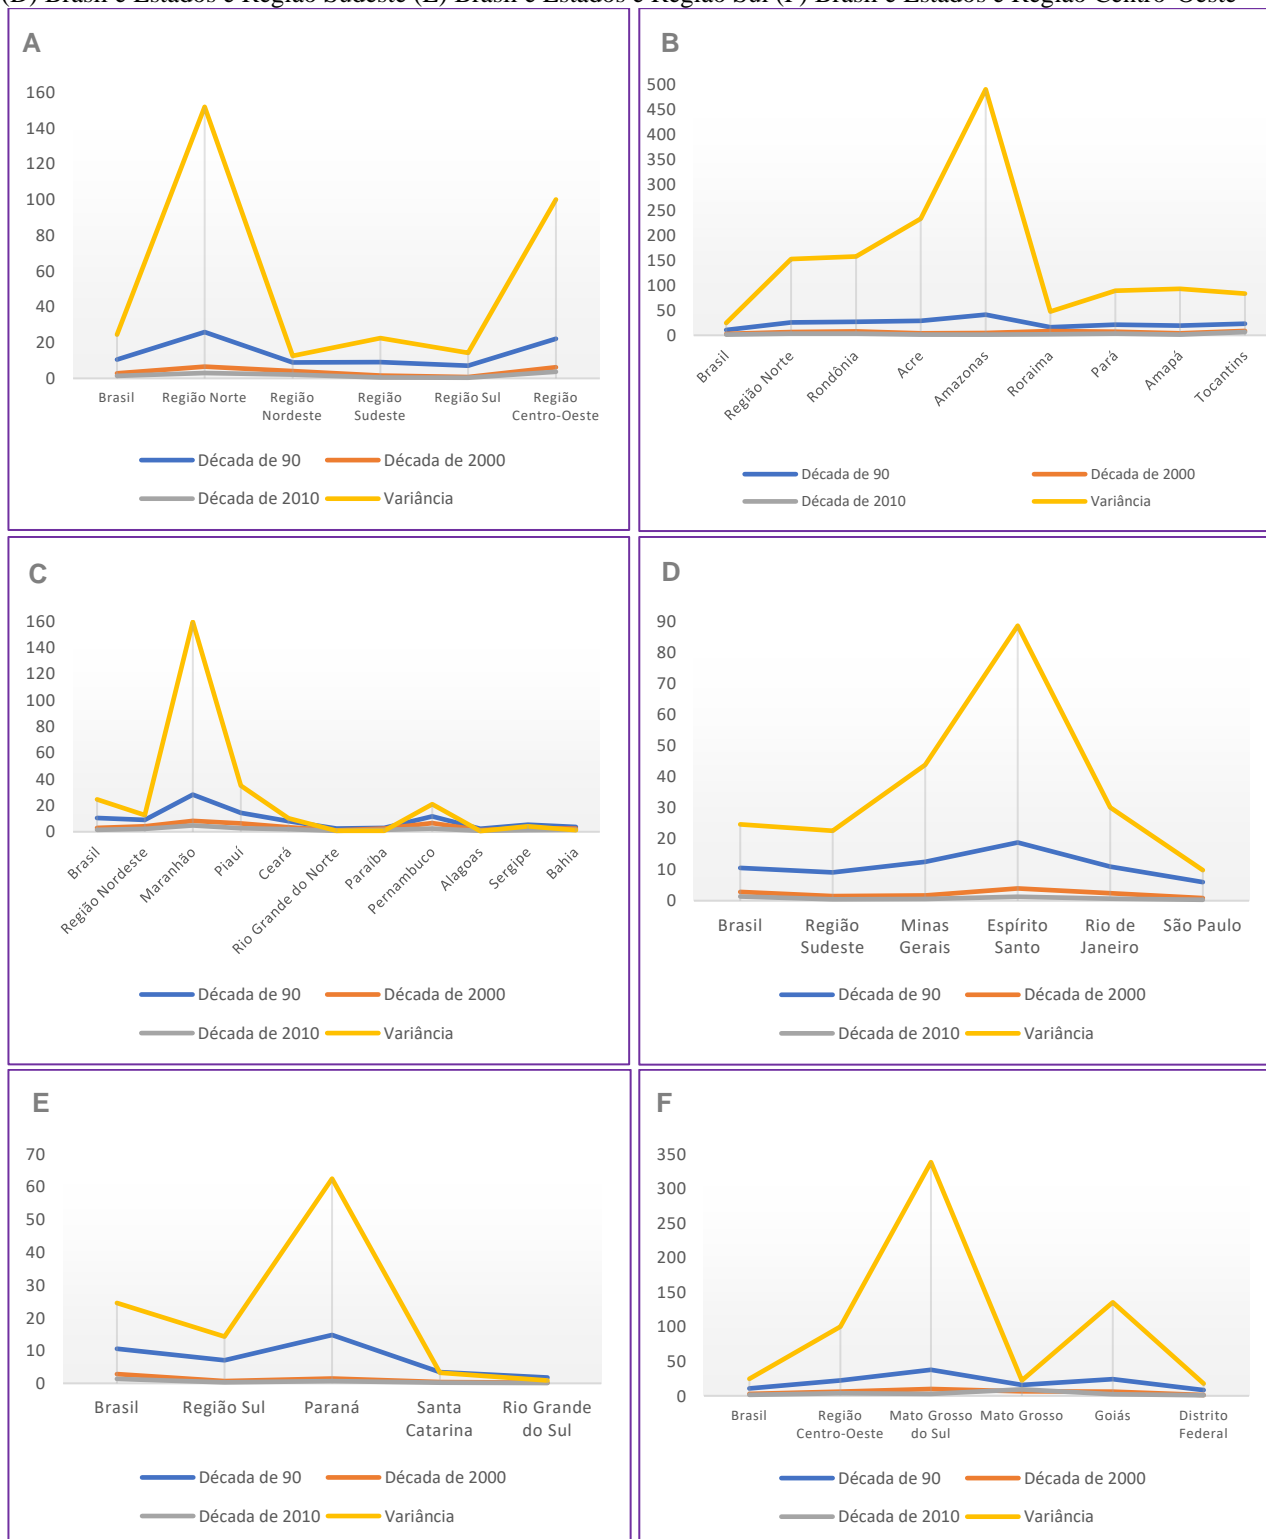 (D) Brasil e Estados e Região Sudeste (E) Brasil e Estados e Região Sul (F) Brasil e Estados e Região Centro-Oeste
A
160
140
120
100
80
60
40
20
0
Brasil Região Norte Região Nordeste Região Sudeste Região Sul Região Centro-Oeste
Década de 90 Década de 2000
Década de 2010 Variância
B
500
450
400
350
300
250
200
150
100
50
0
Brasil Região Norte Rondônia Acre Amazonas Roraima Pará Amapá Tocantins
Década de 90 Década de 2000
Década de 2010 Variância
C
160
140
120
100
80
60
40
20
0
Brasil Região Nordeste Maranhão Piauí Ceará Rio Grande do Norte Paraíba Pernambuco Alagoas Sergipe Bahia
Década de 90 Década de 2000
Década de 2010 Variância
D
90
80
70
60
50
40
30
20
10
0
Brasil Região Sudeste Minas Gerais Espírito Santo Rio de Janeiro São Paulo
Década de 90 Década de 2000
Década de 2010 Variância
E
70
60
50
40
30
20
10
0
Brasil Região Sul Paraná Santa Catarina Rio Grande do Sul
Década de 90 Década de 2000
Década de 2010 Variância
F
350
300
250
200
150
100
50
0
Brasil Região Centro-Oeste Mato Grosso do Sul Mato Grosso Goiás Distrito Federal
Década de 90 Década de 2000
Década de 2010 Variância